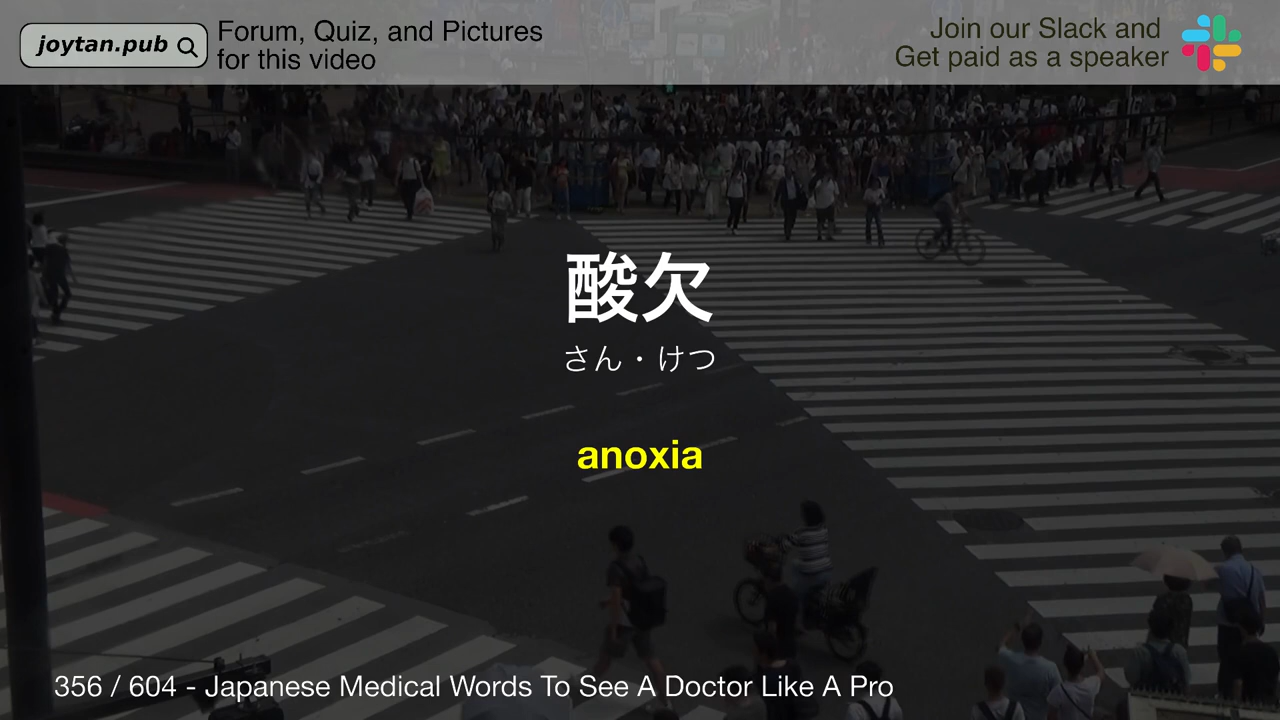 joytan.pub
Forum, Quiz, and Pictures
for this video
Join our Slack and
Get paid as a speaker
酸欠
さん・けつ
anoxia
356 / 604 - Japanese Medical Words To See A Doctor Like A Pro